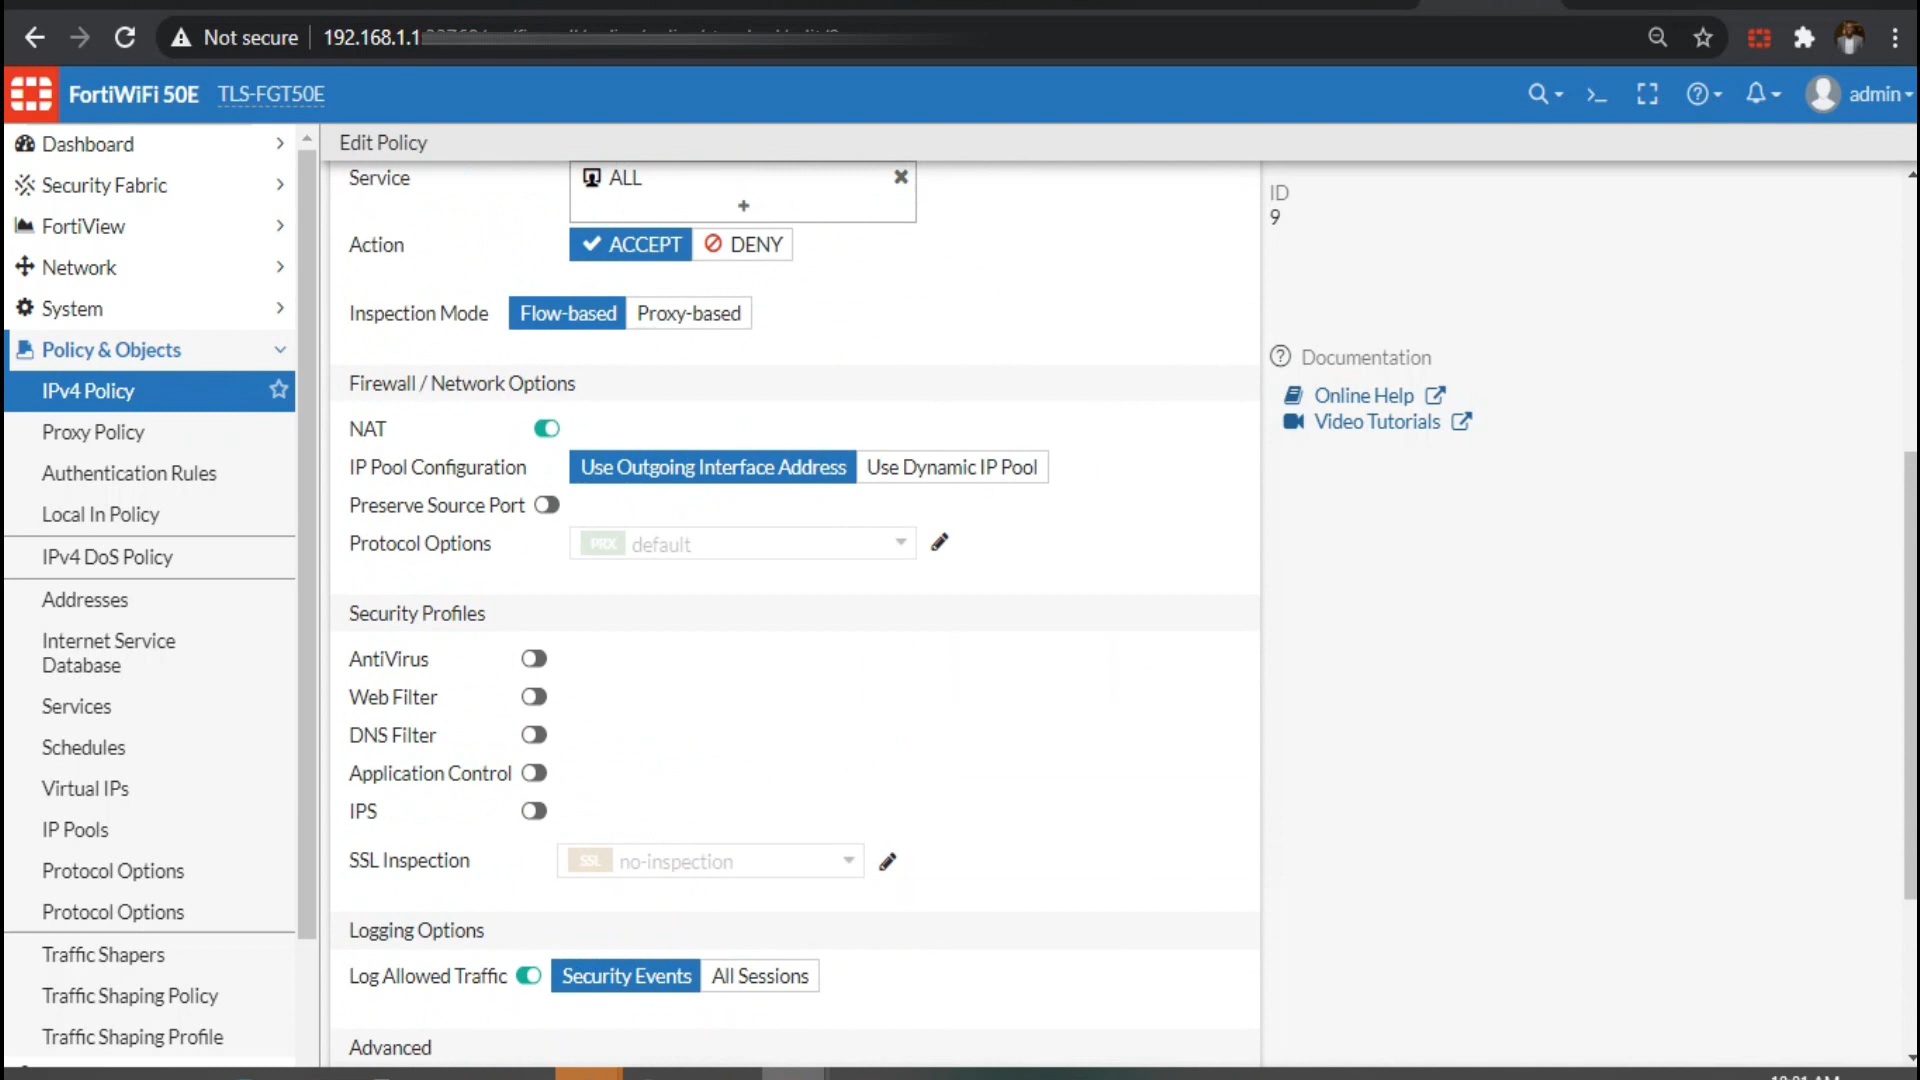 Not secure 192.168.1.1
FortiWiFi 50E TLS-FGT50E
admin
Dashboard
Security Fabric
FortiView
Network
System
Policy & Objects
IPv4 Policy
Proxy Policy
Authentication Rules
Local In Policy
IPv4 DoS Policy
Addresses
Internet Service
Database
Services
Schedules
Virtual IPs
IP Pools
Protocol Options
Protocol Options
Traffic Shapers
Traffic Shaping Policy
Traffic Shaping Profile
Edit Policy
Service ALL
+
Action ACCEPT DENY
Inspection Mode Flow-based Proxy-based
Firewall / Network Options
NAT
IP Pool Configuration Use Outgoing Interface Address Use Dynamic IP Pool
Preserve Source Port
Protocol Options PRX default
Security Profiles
AntiVirus
Web Filter
DNS Filter
Application Control
IPS
SSL Inspection SSL no-inspection
Logging Options
Log Allowed Traffic Security Events All Sessions
Advanced
ID
9
Documentation
Online Help
Video Tutorials